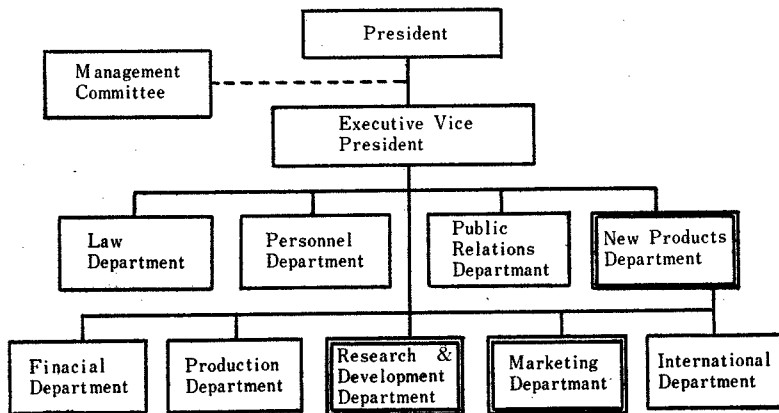 President
Management
Committee
Executive Vice
President
Law
Department
Personnel
Department
Public
Relations
Departmant
New Products
Department
Finacial
Department
Production
Department
Research &
Development
Department
Marketing
Departmant
International
Department